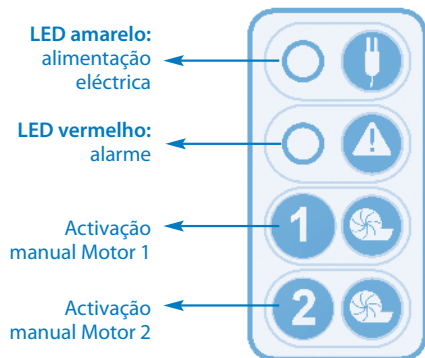 LED amarelo:
alimentação
eléctrica
LED vermelho:
alarme
Activação
manual Motor 1
1
Activação
manual Motor 2
2